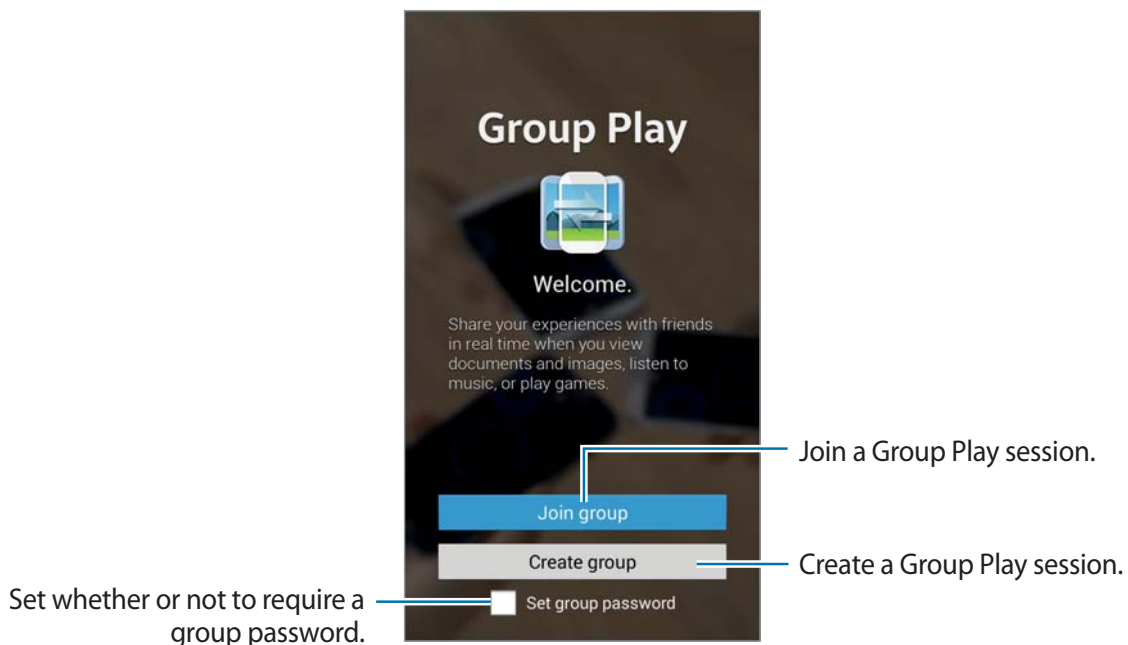 Group Play
Welcome.
Share your experiences with friends
in real time when you view
documents and images, listen to
music, or play games.
Join a Group Play session.
Join group
Create group
Create a Group Play session.
Set whether or not to require a
group password.
Set group password